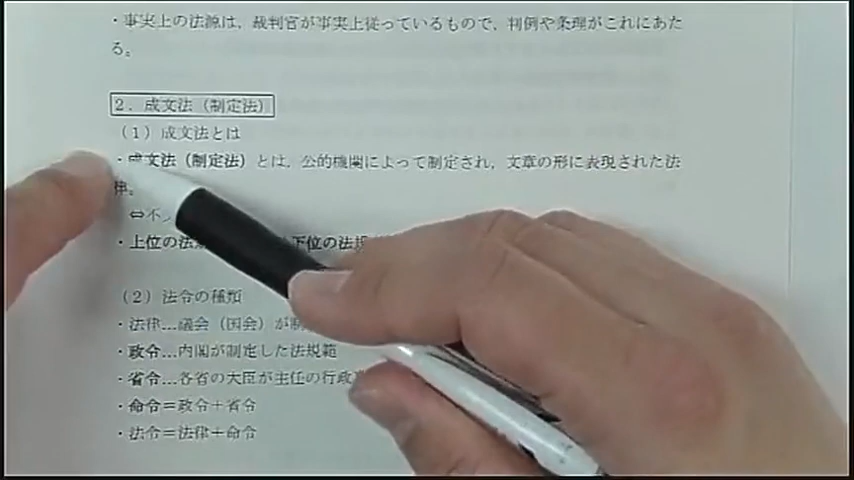 ・事実上の法源は、裁判官が事実上従っているもので、判例や条理がこれにあた
る。
２．成文法（制定法）
（１）成文法とは
・成文法（制定法）とは、公的機関によって制定され、文章の形に表現された法
律。
⇔不
・上位の法 下位の法規
（２）法令の種類
・法律…議会（国会）が制
・政令…内閣が制定した法規範
・省令…各省の大臣が主任の行政
・命令＝政令＋省令
・法令＝法律＋命令